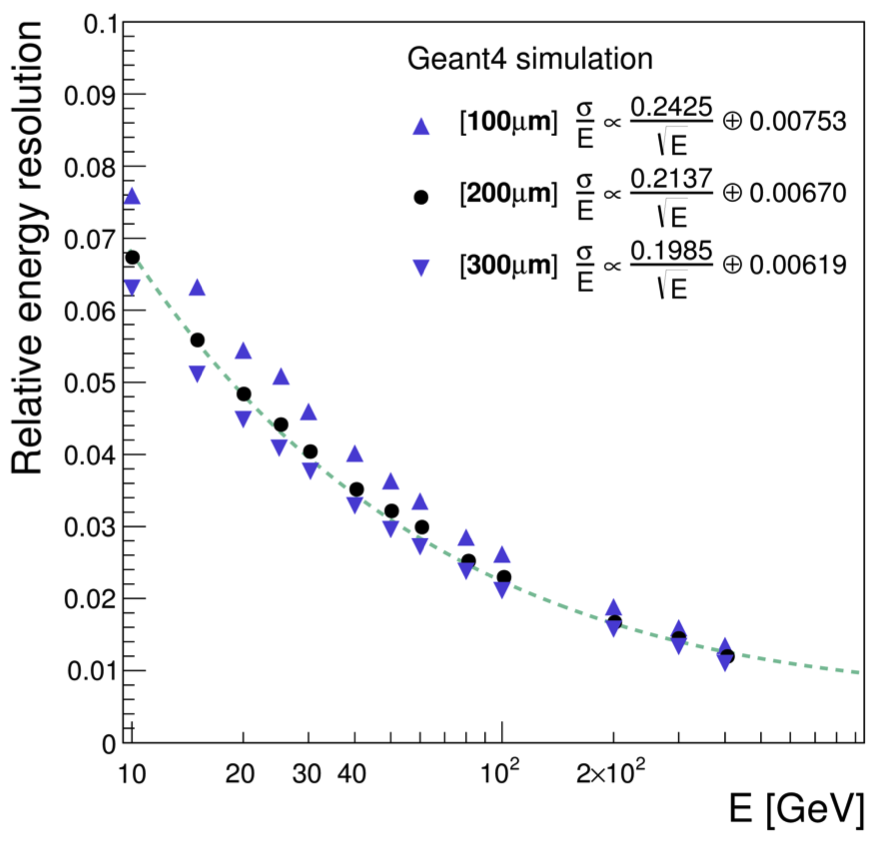 Relative energy resolution
0.1
0.09
0.08
0.07
0.06
0.05
0.04
0.03
0.02
0.01
0
Geant4 simulation
[100μm] σ/E ∝ 0.2425/√E ⊕ 0.00753
[200μm] σ/E ∝ 0.2137/√E ⊕ 0.00670
[300μm] σ/E ∝ 0.1985/√E ⊕ 0.00619
10 20 30 40 10² 2×10²
E [GeV]